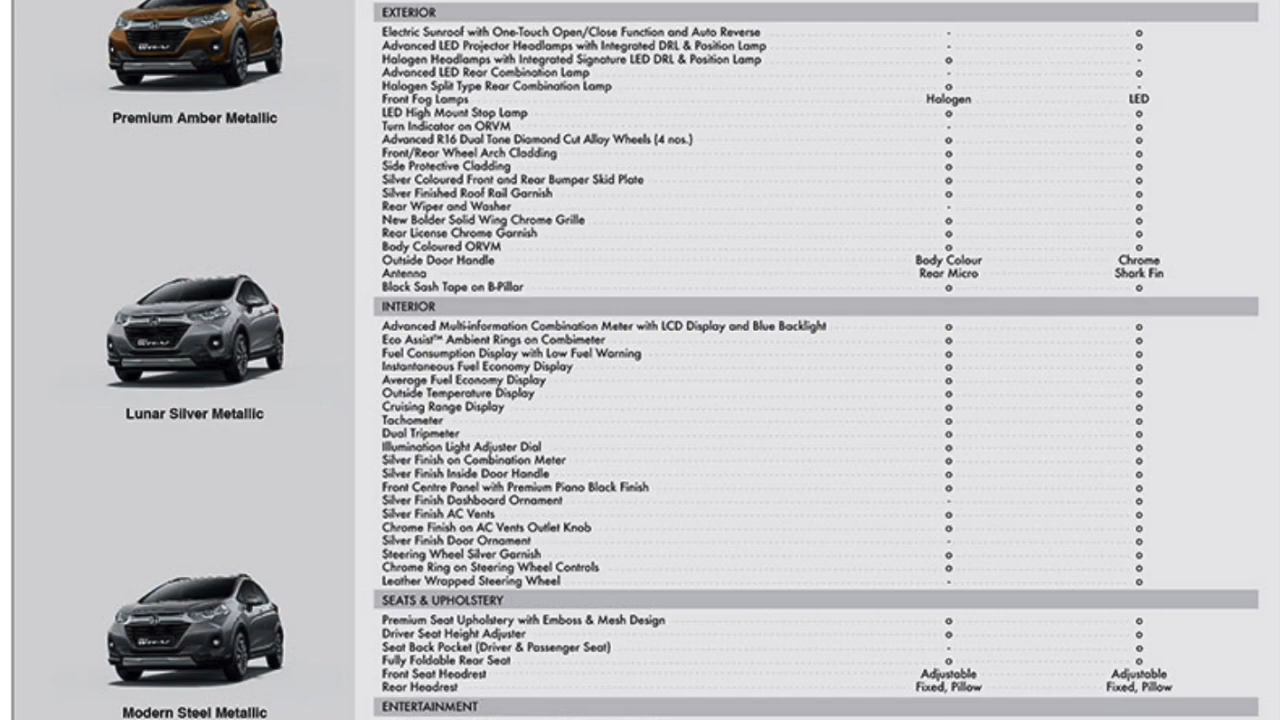 Premium Amber Metallic
Lunar Silver Metallic
Modern Steel Metallic
EXTERIOR
Electric Sunroof with One-Touch Open/Close Function and Auto Reverse - o
Advanced LED Projector Headlamps with Integrated DRL & Position Lamp - o
Halogen Headlamps with Integrated Signature LED DRL & Position Lamp o -
Advanced LED Rear Combination Lamp - o
Halogen Split Type Rear Combination Lamp o -
Front Fog Lamps Halogen LED
LED High Mount Stop Lamp o o
Turn Indicator on ORVM - o
Advanced R16 Dual Tone Diamond Cut Alloy Wheels (4 nos.) o o
Front/Rear Wheel Arch Cladding o o
Side Protective Cladding o o
Silver Coloured Front and Rear Bumper Skid Plate o o
Silver Finished Roof Rail Garnish o o
Rear Wiper and Washer - o
New Bolder Solid Wing Chrome Grille o o
Rear License Chrome Garnish o o
Body Coloured ORVM o o
Outside Door Handle Body Colour Chrome
Antenna Rear Micro Shark Fin
Black Sash Tape on B-Pillar o o
INTERIOR
Advanced Multi-information Combination Meter with LCD Display and Blue Backlight o o
Eco Assist™ Ambient Rings on Combimeter o o
Fuel Consumption Display with Low Fuel Warning o o
Instantaneous Fuel Economy Display o o
Average Fuel Economy Display o o
Outside Temperature Display o o
Cruising Range Display o o
Tachometer o o
Dual Tripmeter o o
Illumination Light Adjuster Dial o o
Silver Finish on Combination Meter o o
Silver Finish Inside Door Handle o o
Front Centre Panel with Premium Piano Black Finish o o
Silver Finish Dashboard Ornament - o
Silver Finish AC Vents o o
Chrome Finish on AC Vents Outlet Knob o o
Silver Finish Door Ornament - o
Steering Wheel Silver Garnish o o
Chrome Ring on Steering Wheel Controls o o
Leather Wrapped Steering Wheel - o
SEATS & UPHOLSTERY
Premium Seat Upholstery with Emboss & Mesh Design o o
Driver Seat Height Adjuster o o
Seat Back Pocket (Driver & Passenger Seat) - o
Fully Foldable Rear Seat o o
Front Seat Headrest Adjustable Adjustable
Rear Headrest Fixed, Pillow Fixed, Pillow
ENTERTAINMENT